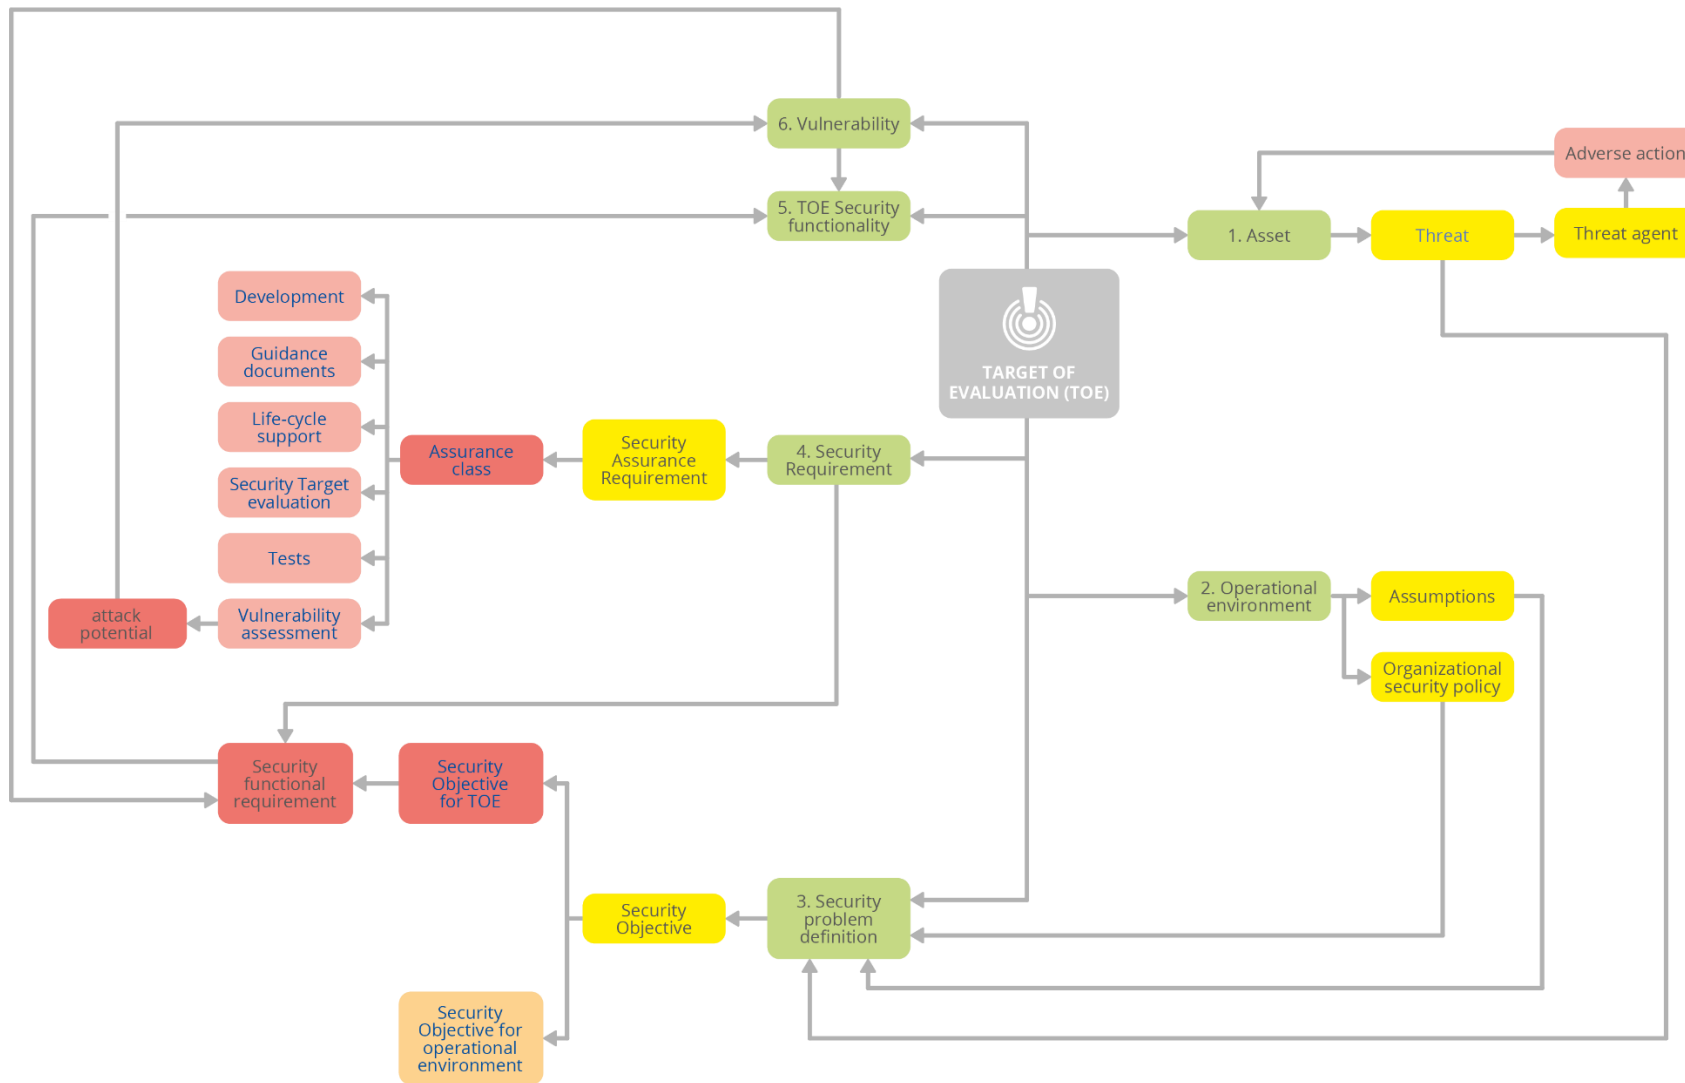 6. Vulnerability
Adverse action
5. TOE Security
functionality
1. Asset
Threat
Threat agent
Development
Guidance
documents
TARGET OF
EVALUATION (TOE)
Life-cycle
support
Assurance
class
Security
Assurance
Requirement
4. Security
Requirement
Security Target
evaluation
Tests
2. Operational
environment
Assumptions
attack
potential
Vulnerability
assessment
Organizational
security policy
Security
functional
requirement
Security
Objective
for TOE
Security
Objective
3. Security
problem
definition
Security
Objective for
operational
environment